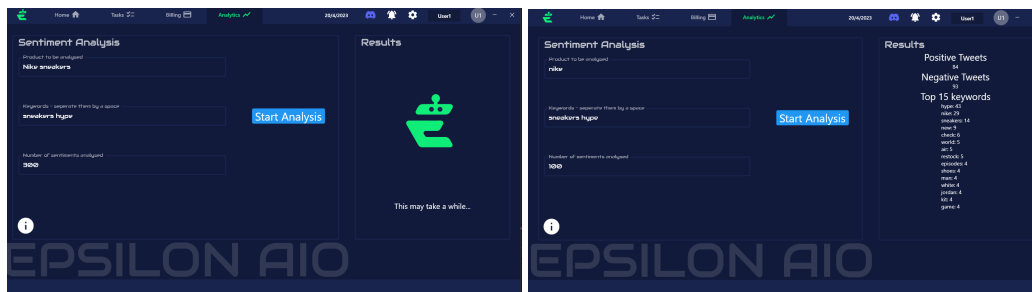 Home
Tasks
Billing
Analytics
20/4/2023
User1
U1
Sentiment Analysis
Product to be analysed
Nike sneakers
Keywords - seperate them by a space
sneakers hype
Start Analysis
Number of sentiments analysed
300
Results
This may take a while...
EPSILON AIO
Home
Tasks
Billing
Analytics
20/4/2023
User1
U1
Sentiment Analysis
Product to be analysed
nike
Keywords - seperate them by a space
sneakers hype
Start Analysis
Number of sentiments analysed
100
Results
Positive Tweets
84
Negative Tweets
93
Top 15 keywords
hype: 43
nike: 29
sneakers: 14
new: 9
check: 6
world: 5
air: 5
restock: 5
episodes: 4
shoes: 4
man: 4
white: 4
jordan: 4
kit: 4
game: 4
EPSILON AIO